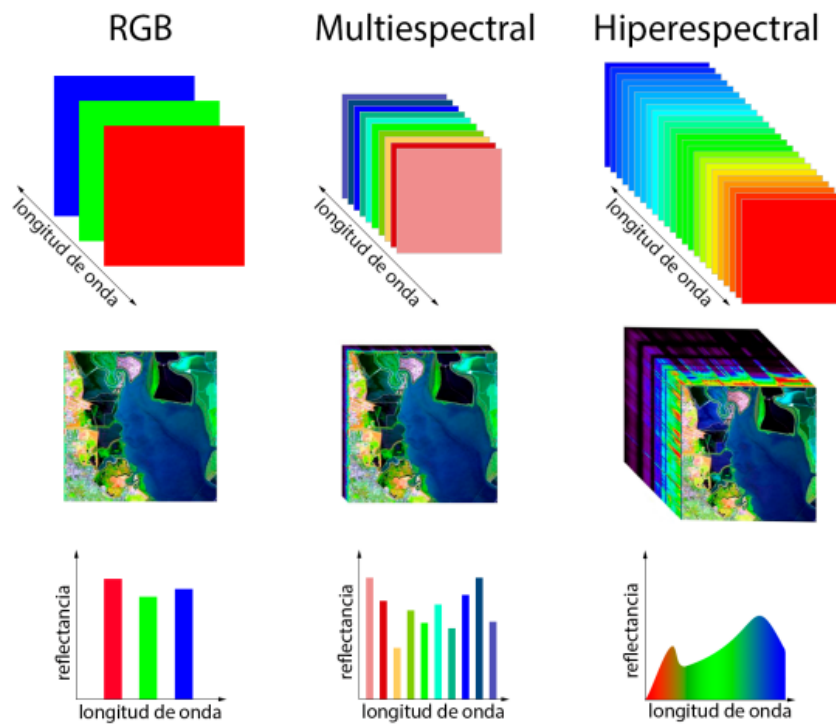 RGB
Multiespectral
Hiperespectral
longitud de onda
longitud de onda
longitud de onda
reflectancia
longitud de onda
reflectancia
longitud de onda
reflectancia
longitud de onda